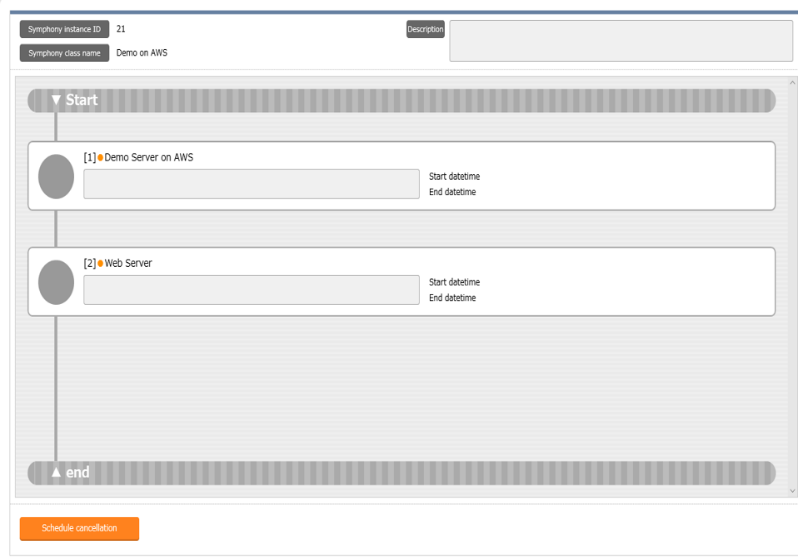 Symphony instance ID 21 Description
Symphony class name Demo on AWS
▼ Start
[1] Demo Server on AWS
Start datetime
End datetime
[2] Web Server
Start datetime
End datetime
▲ end
Schedule cancellation